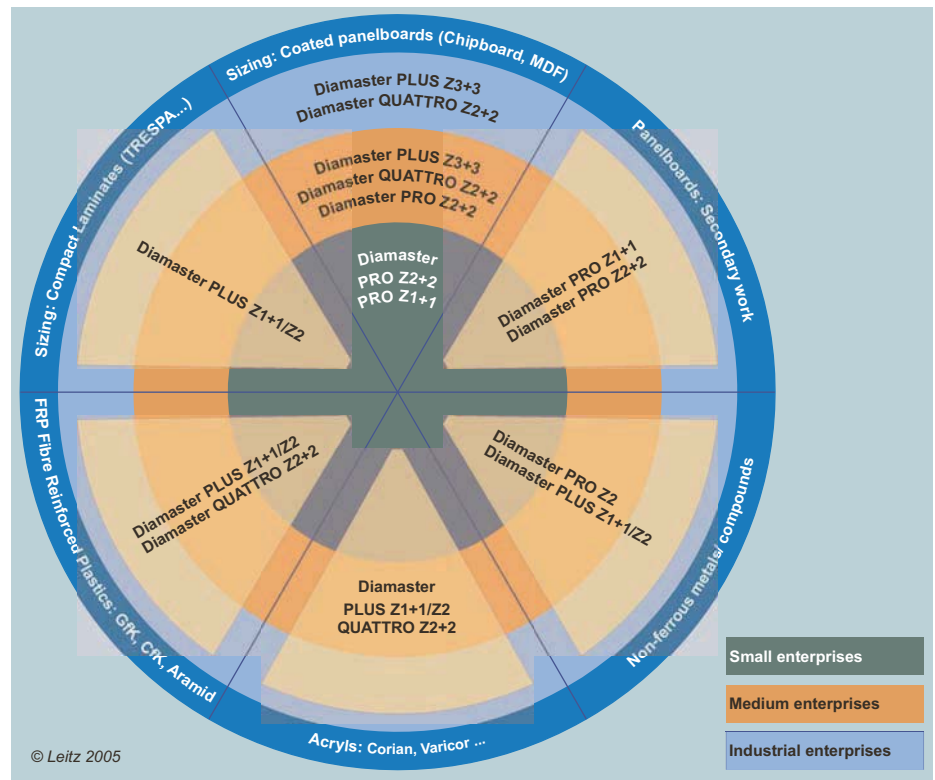 Sizing: Coated panelboards (Chipboard, MDF)
Diamaster PLUS Z3+3
Diamaster QUATTRO Z2+2
Diamaster PLUS Z3+3
Diamaster QUATTRO Z2+2
Diamaster PRO Z2+2
Diamaster
PRO Z2+2
PRO Z1+1
Sizing: Compact Laminates (TRESPA...)
Diamaster PLUS Z1+1/Z2
Panelboards: Secondary work
Diamaster PRO Z1+1
Diamaster PRO Z2+2
FRP Fibre Reinforced Plastics: GfK, CfK, Aramid
Diamaster PLUS Z1+1/Z2
Diamaster QUATTRO Z2+2
Non-ferrous metals/ compounds
Diamaster PRO Z2
Diamaster PLUS Z1+1/Z2
Diamaster
PLUS Z1+1/Z2
QUATTRO Z2+2
Acryls: Corian, Varicor ...
Small enterprises
Medium enterprises
Industrial enterprises
© Leitz 2005